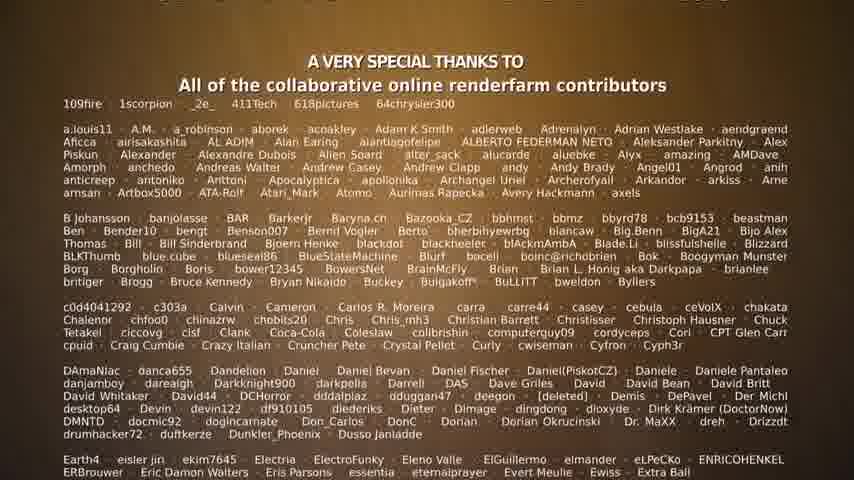 A VERY SPECIAL THANKS TO
All of the collaborative online renderfarm contributors
109fire 1scorpion _2e_ 411Tech 618pictures 64chrysler300
a.louis11 · A.M. · a_robinson · aborek · acoakley · Adam K Smith · adlerweb · Adrenalyn · Adrian Westlake · aendgraend
Aficca · airisakashita · AL ADIM · Alan Earing · alantiagofelipe · ALBERTO FEDERMAN NETO · Aleksander Parkitny · Alex
Piskun · Alexander · Alexandre Dubois · Alien Soard · alter_sack · alucarde · aluebke · Alyx · amazing · AMDave
Amorph · anchedo · Andreas Walter · Andrew Casey · Andrew Clapp · andy · Andy Brady · Angel01 · Angrod · anih
anticreep · antoniko · Anttoni · Apocalyptica · apollonika · Archangel Uriel · Archerofall · Arkandor · arkiss · Arne
arnsan · Artbox5000 · ATA-Rolf · Atari_Mark · Atomo · Aurimas Rapecka · Avery Hackmann · axels
B Johansson · banjolasse · BAR · Barkerjr · Baryna.cn · Bazooka_CZ · bbhmst · bbmz · bbyrd78 · bcb9153 · beastman
Ben · Bender10 · bengt · Benson007 · Bernd Vogler · Berto · bherbihyewrbg · biancaw · Big.Benn · BigA21 · Bijo Alex
Thomas · Bill · Bill Sinderbrand · Bjoern Henke · blackdot · blackheeler · blAckmAmbA · Blade.Li · blissfulshelle · Blizzard
BLKThumb · blue.cube · blueseal86 · BlueStateMachine · Blurf · bocell · boinc@richobrien · Bok · Boogyman Munster
Borg · Borgholio · Boris · bower12345 · BowersNet · BrainMcFly · Brian · Brian L. Honig aka Darkpapa · brianlee
britiger · Brogg · Bruce Kennedy · Bryan Nikaido · Buckey · Bulgakoff* · BuLLiTT · bweldon · Byllers
c0d4041292 · c303a · Calvin · Cameron · Carlos R. Moreira · carra · carre44 · casey · cebula · ceVoIX · chakata
Chalenor · chfoo0 · chinazrw · chobits20 · Chris · Chris_mh3 · Christian Barrett · Christisser · Christoph Hausner · Chuck
Tetakel · ciccovg · cisf · Clank · Coca-Cola · Coleslaw · colibrishin · computerguy09 · cordyceps · Cori · CPT Glen Carr
cpuid · Craig Cumbie · Crazy Italian · Cruncher Pete · Crystal Pellet · Curly · cwiseman · Cyfron · Cyph3r
DAmaNiac · danca655 · Dandelion · Daniel · Daniel Bevan · Daniel Fischer · Daniel(PiskotCZ) · Daniele · Daniele Pantaleo
danjamboy · darealgh · Darkknight900 · darkpella · Darrell · DAS · Dave Griles · David · David Bean · David Britt
David Whitaker · David44 · DCHorror · dddalplaz · dduggan47 · deegon · [deleted] · Demis · DePavel · Der Michl
desktop64 · Devin · devin122 · df910105 · diederiks · Dieter · Dimage · dingdong · dioxyde · Dirk Krämer (DoctorNow)
DMNTD · docmic92 · dogincarnate · Don_Carlos · DonC · Dorian · Dorian Okrucinski · Dr. MaXX · dreh · Drizzdt
drumhacker72 · duftkerze · Dunkler_Phoenix · Dusso Janladde
Earth4 · eisler jiri · ekim7645 · Electria · ElectroFunky · Eleno Valle · ElGuillermo · elmander · eLPeCKo · ENRICOHENKEL
ERBrouwer · Eric Damon Walters · Eris Parsons · essentia · eternalprayer · Evert Meulie · Ewiss · Extra Ball